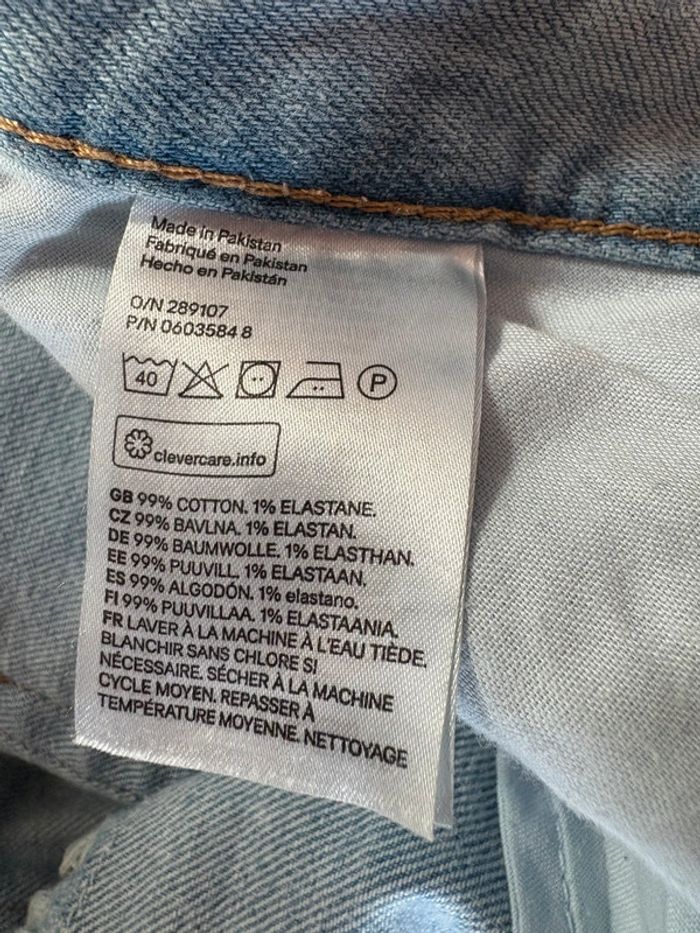 Made in Pakistan
Fabriqué en Pakistan
Hecho en Pakistán
O/N 289107
P/N 0603584 8
40
P
clevercare.info
GB 99% COTTON. 1% ELASTANE.
CZ 99% BAVLNA. 1% ELASTAN.
DE 99% BAUMWOLLE. 1% ELASTHAN.
EE 99% PUUVILL. 1% ELASTAAN.
ES 99% ALGODÓN. 1% elastano.
FI 99% PUUVILLAA. 1% ELASTAANIA.
FR LAVER À LA MACHINE À L'EAU TIÈDE.
BLANCHIR SANS CHLORE SI
NÉCESSAIRE. SÉCHER À LA MACHINE
CYCLE MOYEN. REPASSER À
TEMPÉRATURE MOYENNE. NETTOYAGE